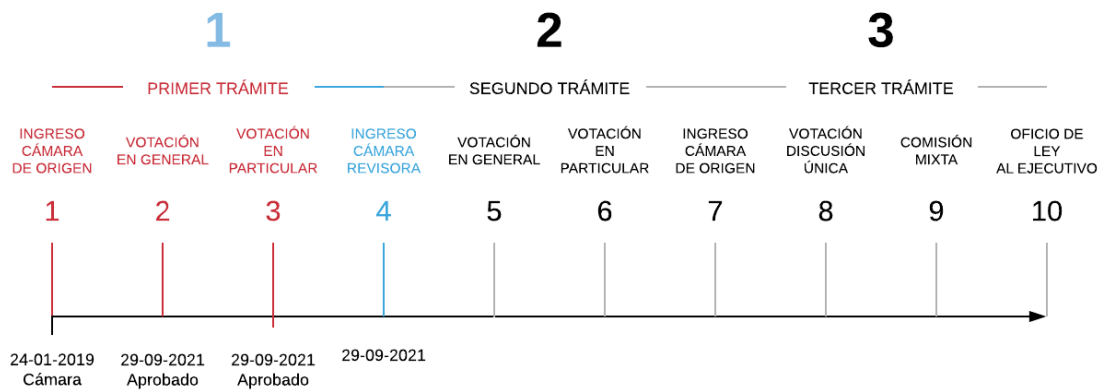 1
2
3
PRIMER TRÁMITE
SEGUNDO TRÁMITE
TERCER TRÁMITE
INGRESO
CÁMARA
DE ORIGEN
VOTACIÓN
EN GENERAL
VOTACIÓN
EN
PARTICULAR
INGRESO
CÁMARA
REVISORA
VOTACIÓN
EN GENERAL
VOTACIÓN
EN
PARTICULAR
INGRESO
CÁMARA
DE ORIGEN
VOTACIÓN
DISCUSIÓN
ÚNICA
COMISIÓN
MIXTA
OFICIO DE
LEY
AL EJECUTIVO
1
2
3
4
5
6
7
8
9
10
24-01-2019
Cámara
29-09-2021
Aprobado
29-09-2021
Aprobado
29-09-2021